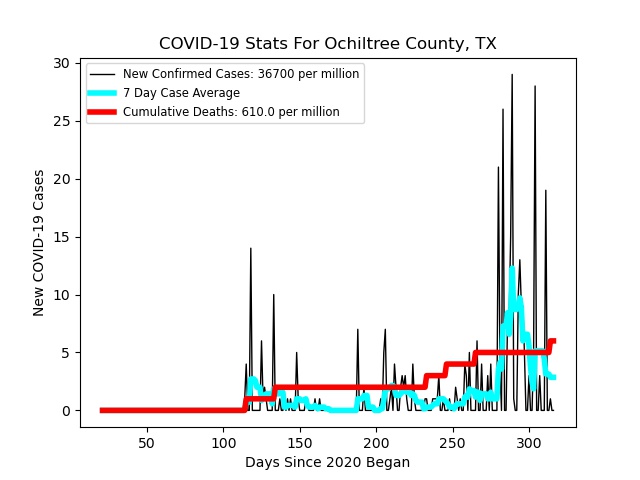 COVID-19 Stats For Ochiltree County, TX
New Confirmed Cases: 36700 per million
7 Day Case Average
Cumulative Deaths: 610.0 per million
New COVID-19 Cases
30
25
20
15
10
5
0
50 100 150 200 250 300
Days Since 2020 Began